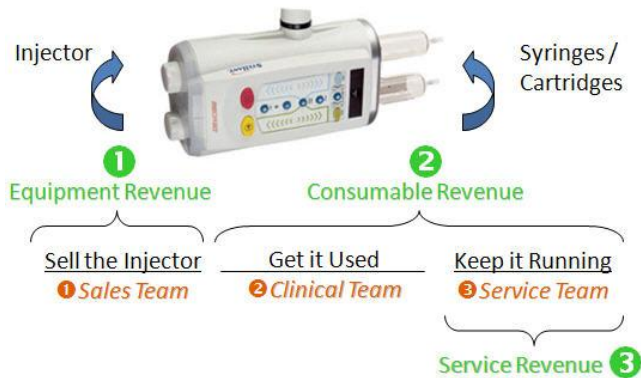 Injector
Syringes /
Cartridges
1
2
Equipment Revenue
Consumable Revenue
Sell the Injector
Get it Used
Keep it Running
1 Sales Team
2 Clinical Team
3 Service Team
Service Revenue 3